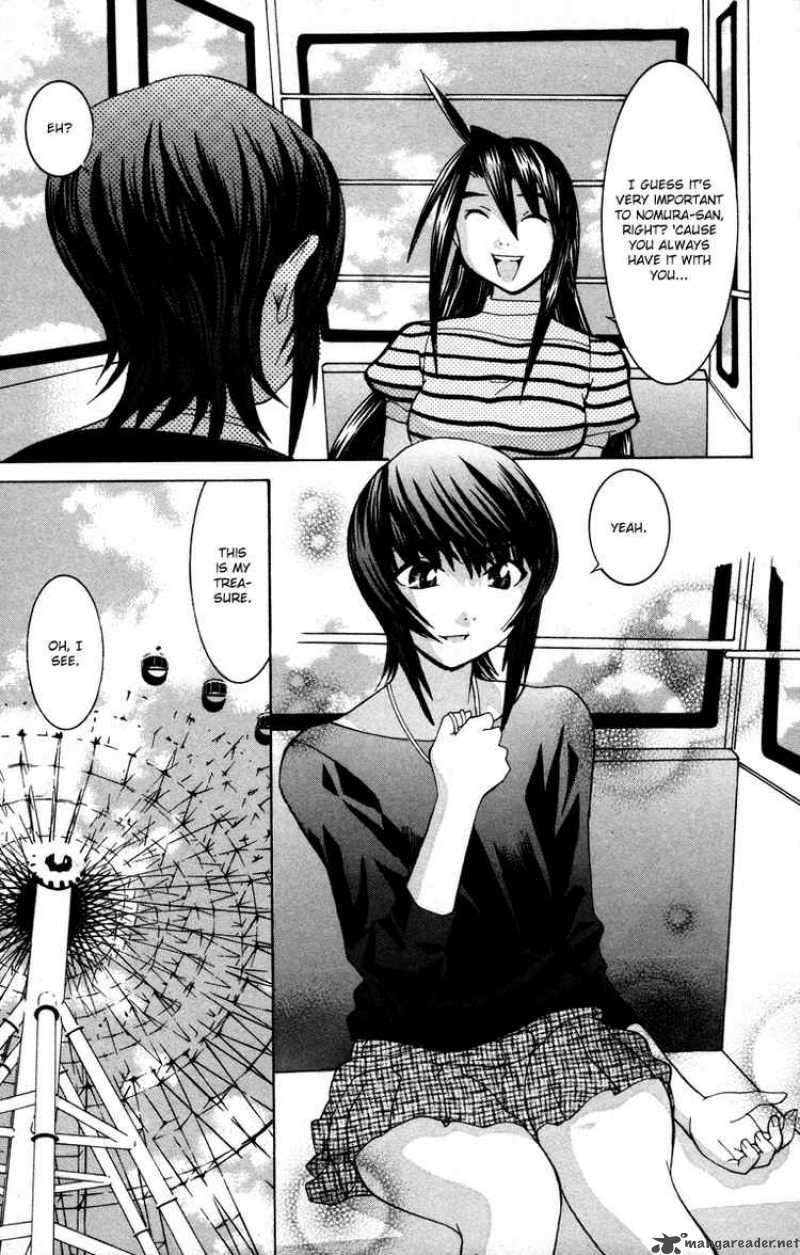 I GUESS IT'S
VERY IMPORTANT
TO NOMURA-SAN,
RIGHT? 'CAUSE
YOU ALWAYS
HAVE IT WITH
YOU...
EH?
YEAH.
THIS
IS MY
TREA-
SURE.
OH, I
SEE.
mangareader.net